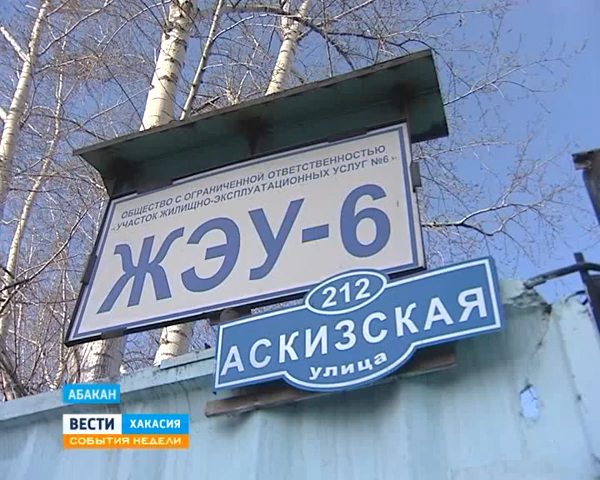 ОБЩЕСТВО С ОГРАНИЧЕННОЙ ОТВЕТСТВЕННОСТЬЮ
"УЧАСТОК ЖИЛИЩНО-ЭКСПЛУАТАЦИОННЫХ УСЛУГ №6"
ЖЭУ-6
212
АСКИЗСКАЯ
улица
АБАКАН
ВЕСТИ ХАКАСИЯ
СОБЫТИЯ НЕДЕЛИ